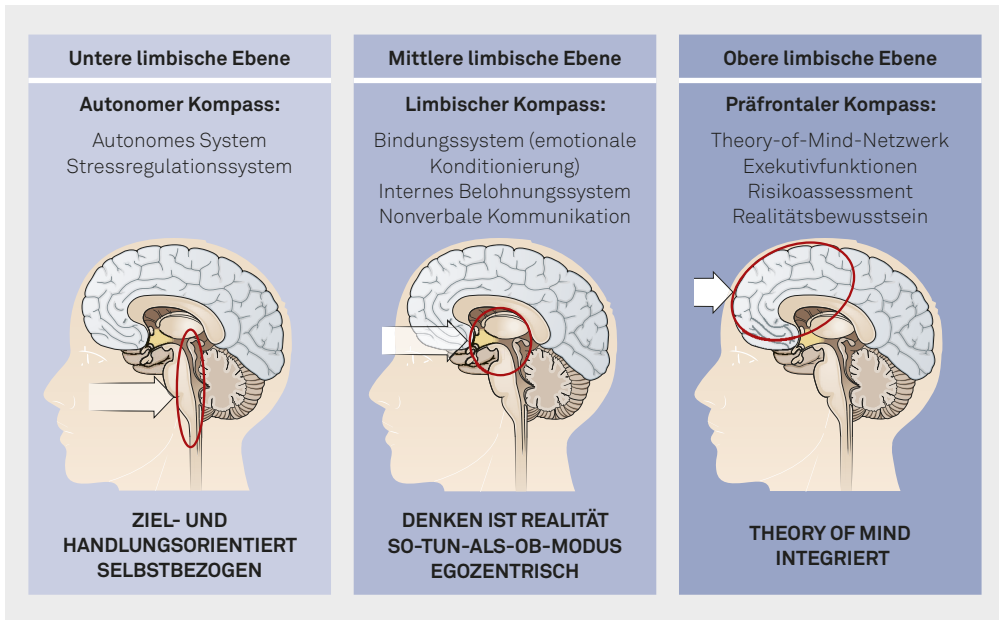 Untere limbische Ebene
Autonomer Kompass:
Autonomes System
Stressregulationssystem
ZIEL- UND
HANDLUNGSORIENTIERT
SELBSTBEZOGEN
Mittlere limbische Ebene
Limbischer Kompass:
Bindungssystem (emotionale
Konditionierung)
Internes Belohnungssystem
Nonverbale Kommunikation
DENKEN IST REALITÄT
SO-TUN-ALS-OB-MODUS
EGOZENTRISCH
Obere limbische Ebene
Präfrontaler Kompass:
Theory-of-Mind-Netzwerk
Exekutivfunktionen
Risikoassessment
Realitätsbewusstsein
THEORY OF MIND
INTEGRIERT